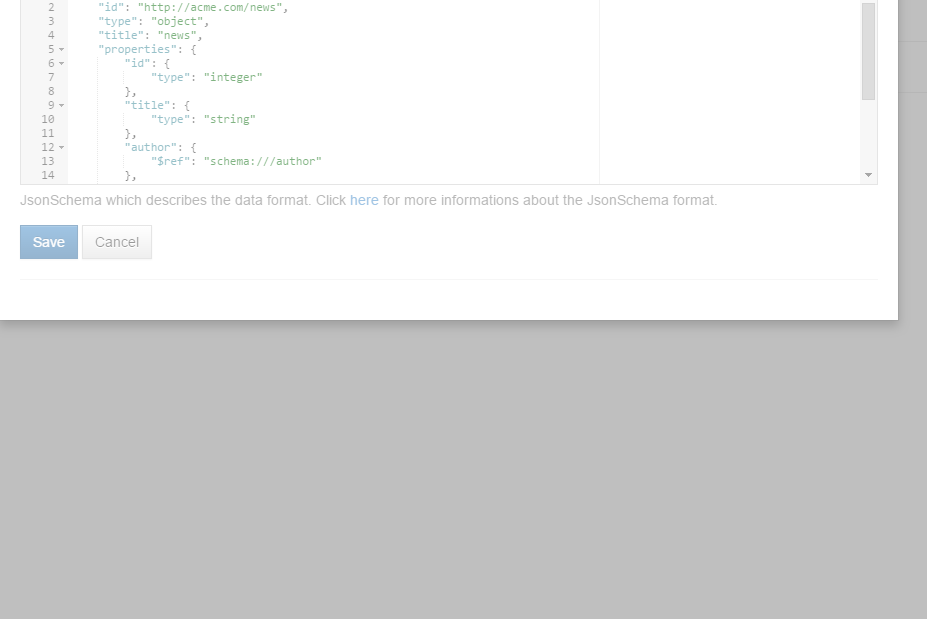 2 "id": "http://acme.com/news",
3 "type": "object",
4 "title": "news",
5 "properties": {
6 "id": {
7 "type": "integer"
8 },
9 "title": {
10 "type": "string"
11 },
12 "author": {
13 "$ref": "schema:///author"
14 },
JsonSchema which describes the data format. Click here for more informations about the JsonSchema format.
Save Cancel